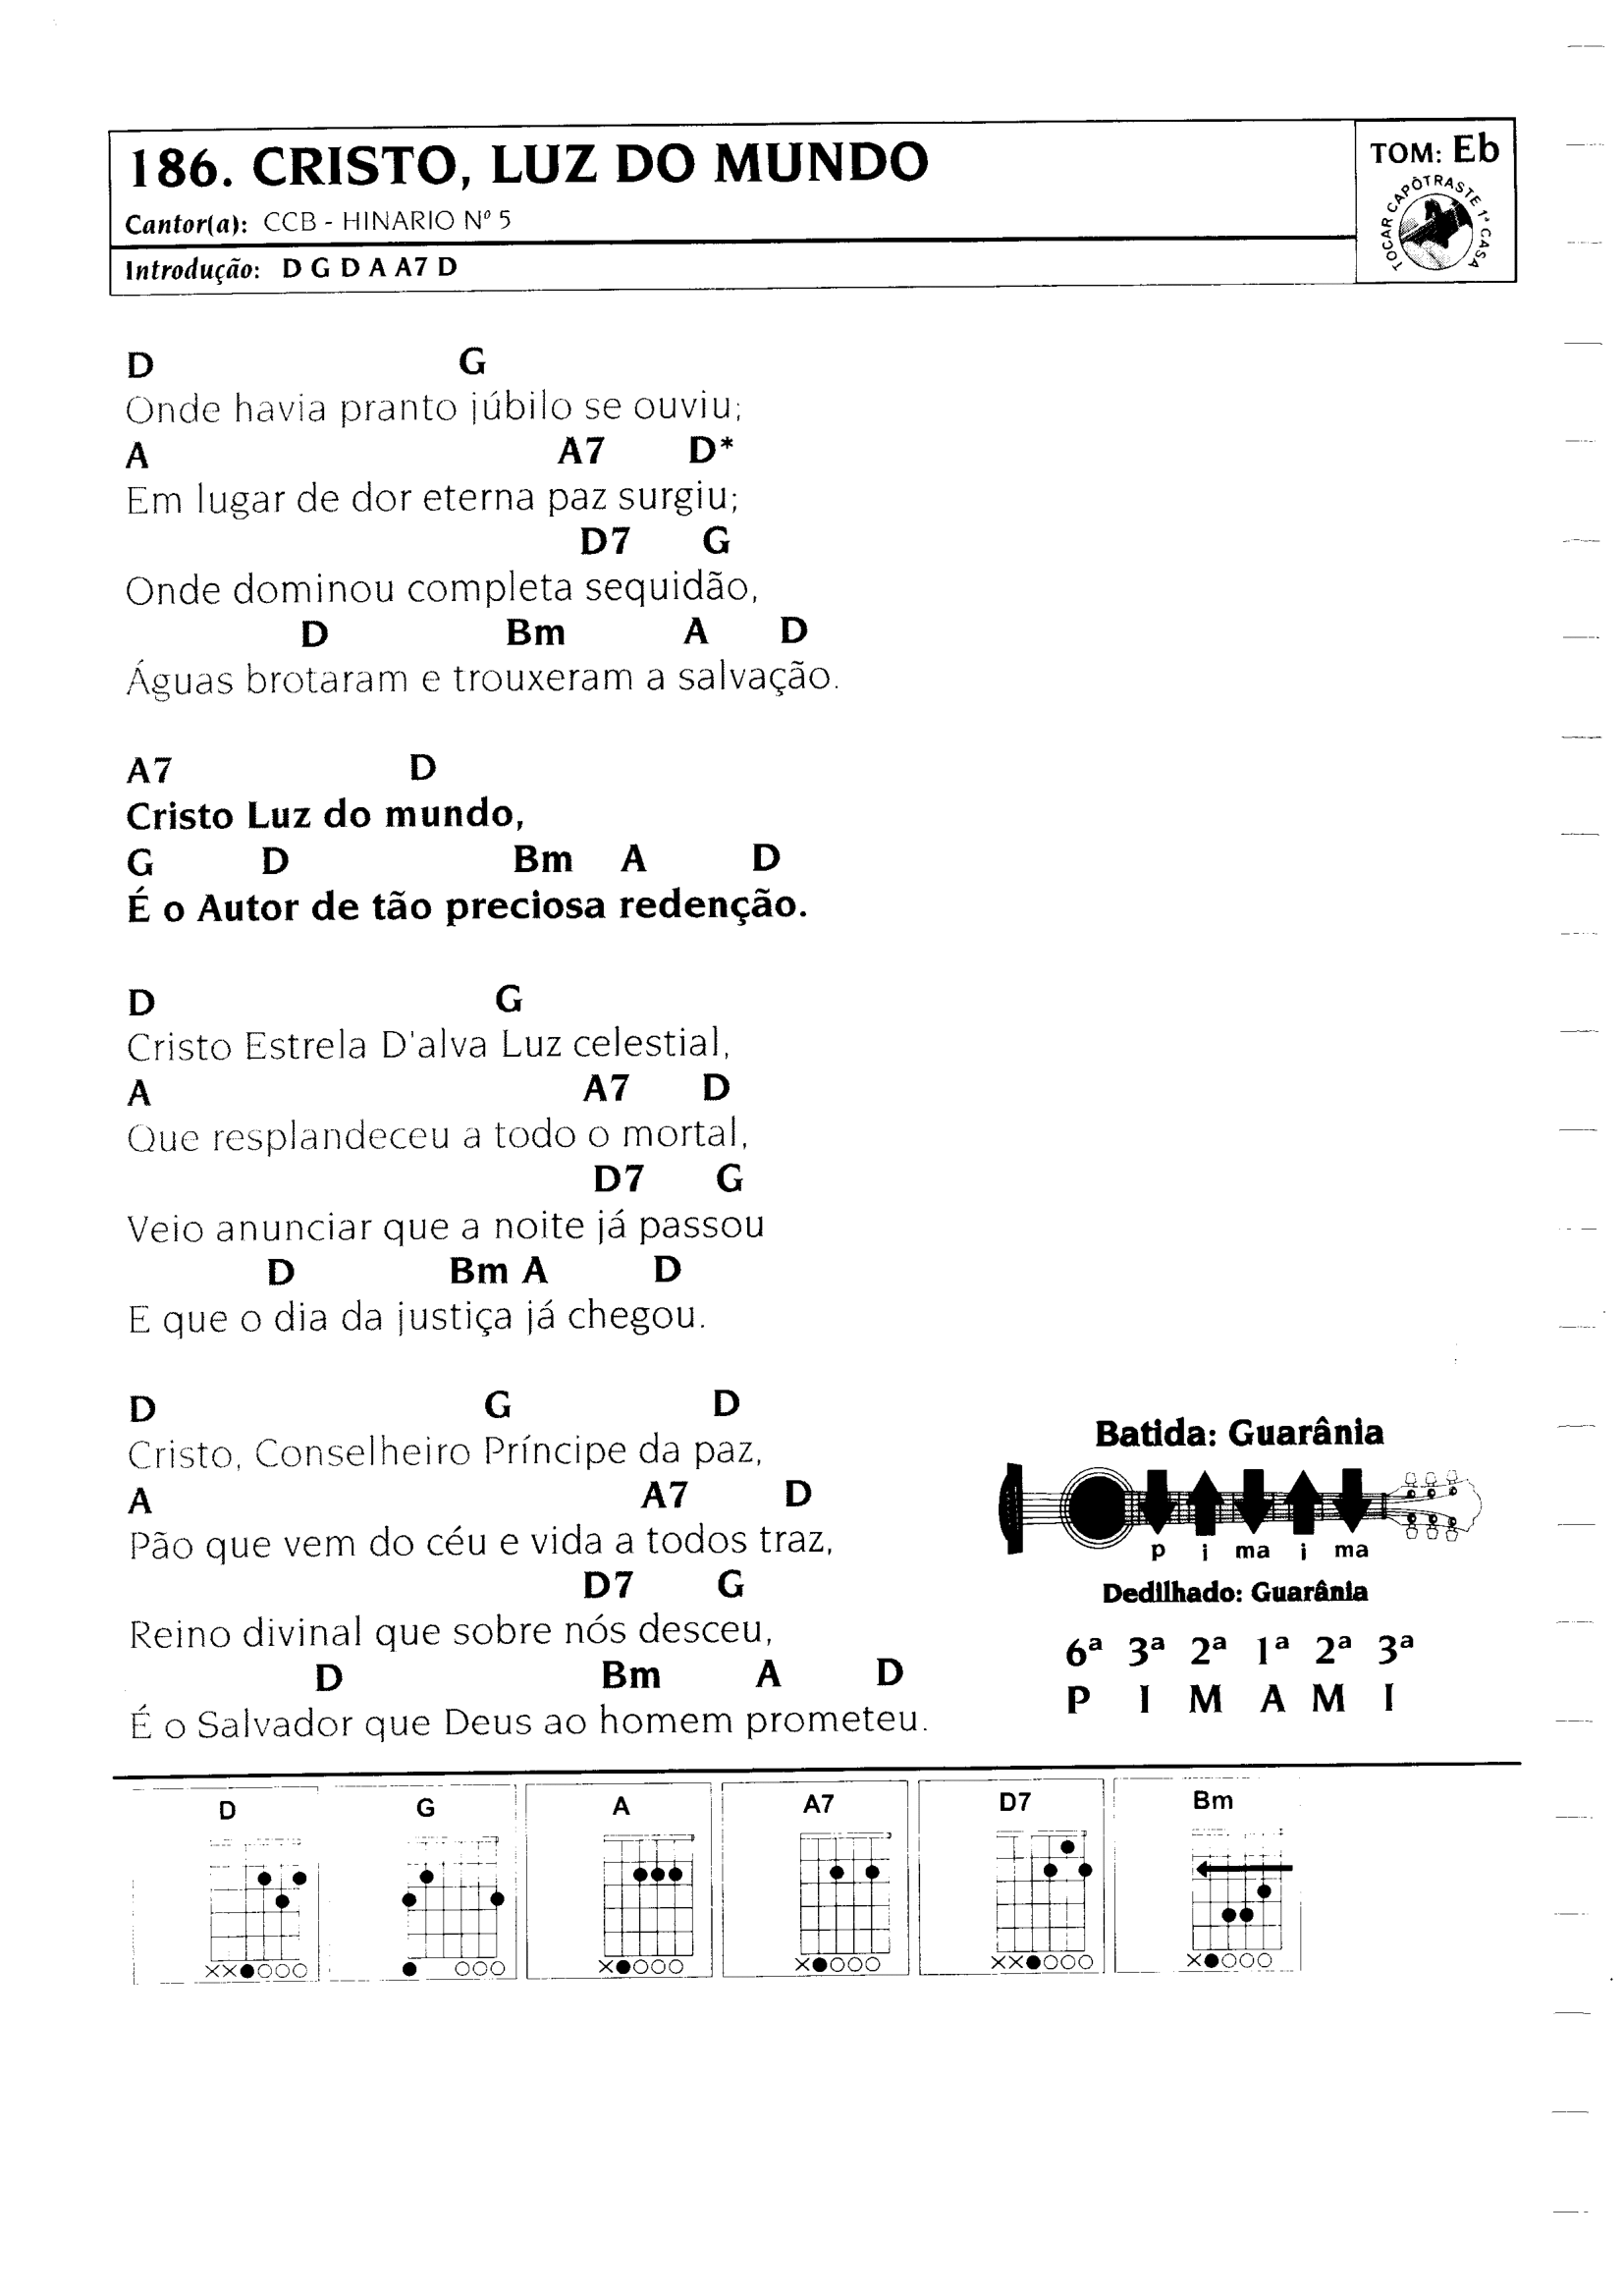 186. CRISTO, LUZ DO MUNDO
Cantor(a): CCB - HINARIO Nº 5
Introdução: D G D A A7 D
TOM: Eb
TOCAR CAPÔTRASTE 1ª CASA
D G
Onde havia pranto júbilo se ouviu;
A A7 D*
Em lugar de dor eterna paz surgiu;
D7 G
Onde dominou completa sequidão,
D Bm A D
Águas brotaram e trouxeram a salvação.
A7 D
Cristo Luz do mundo,
G D Bm A D
É o Autor de tão preciosa redenção.
D G
Cristo Estrela D'alva Luz celestial,
A A7 D
Que resplandeceu a todo o mortal,
D7 G
Veio anunciar que a noite já passou
D Bm A D
E que o dia da justiça já chegou.
D G D
Cristo, Conselheiro Príncipe da paz,
A A7 D
Pão que vem do céu e vida a todos traz,
D7 G
Reino divinal que sobre nós desceu,
D Bm A D
É o Salvador que Deus ao homem prometeu.
Batida: Guarânia
p i ma i ma
Dedilhado: Guarânia
6ª 3ª 2ª 1ª 2ª 3ª
P I M A M I
D G A A7 D7 Bm